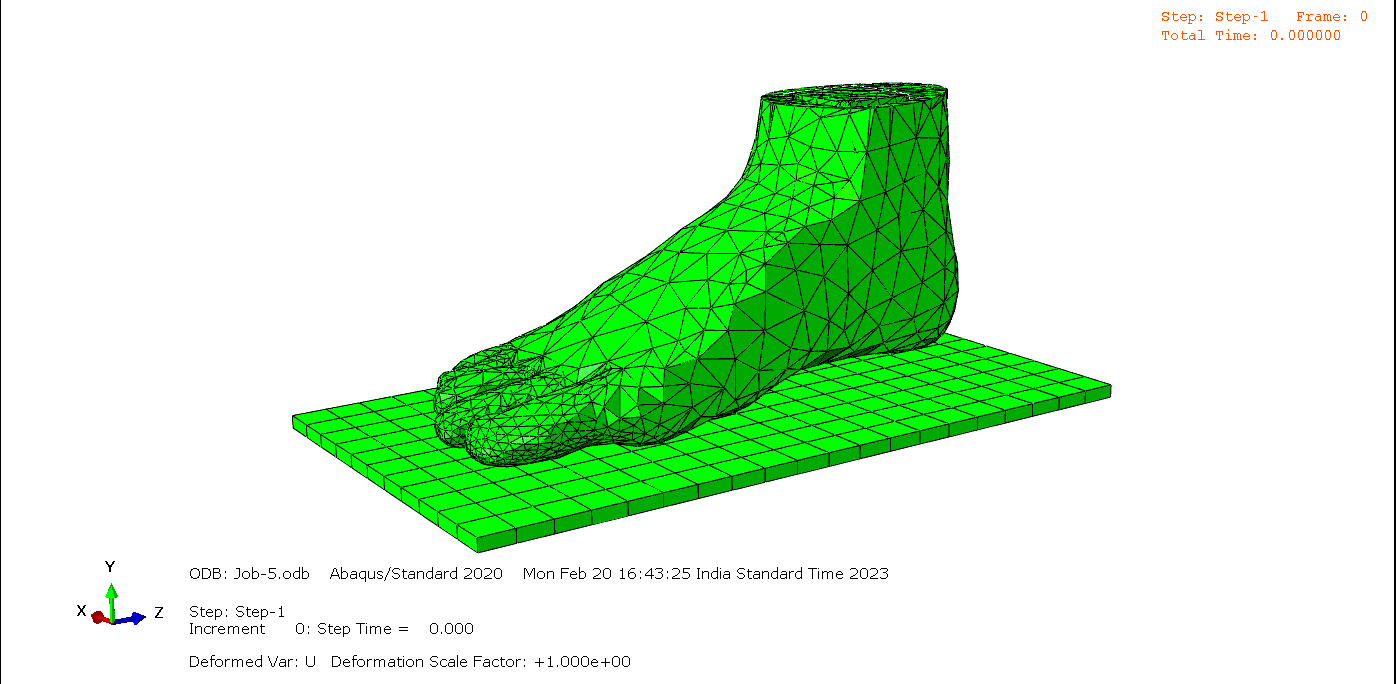 Step: Step-1   Frame: 0
Total Time: 0.000000
Y
X
Z
ODB: Job-5.odb    Abaqus/Standard 2020    Mon Feb 20 16:43:25 India Standard Time 2023
Step: Step-1
Increment      0: Step Time =    0.000
Deformed Var: U   Deformation Scale Factor: +1.000e+00